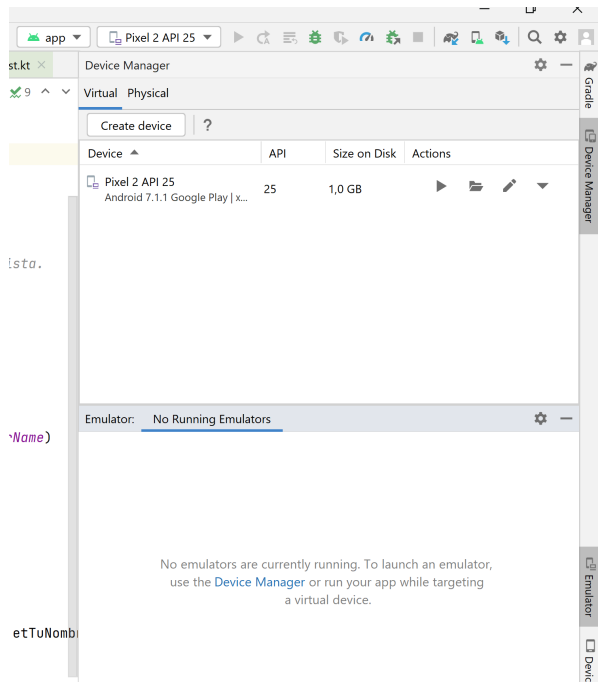 app
Pixel 2 API 25
st.kt
Device Manager
9
Virtual Physical
Create device ?
Device API Size on Disk Actions
Pixel 2 API 25
Android 7.1.1 Google Play | x...
25
1,0 GB
ista.
Emulator: No Running Emulators
rName)
No emulators are currently running. To launch an emulator,
use the Device Manager or run your app while targeting
a virtual device.
etTuNomb
Gradle
Device Manager
Emulator
Devic